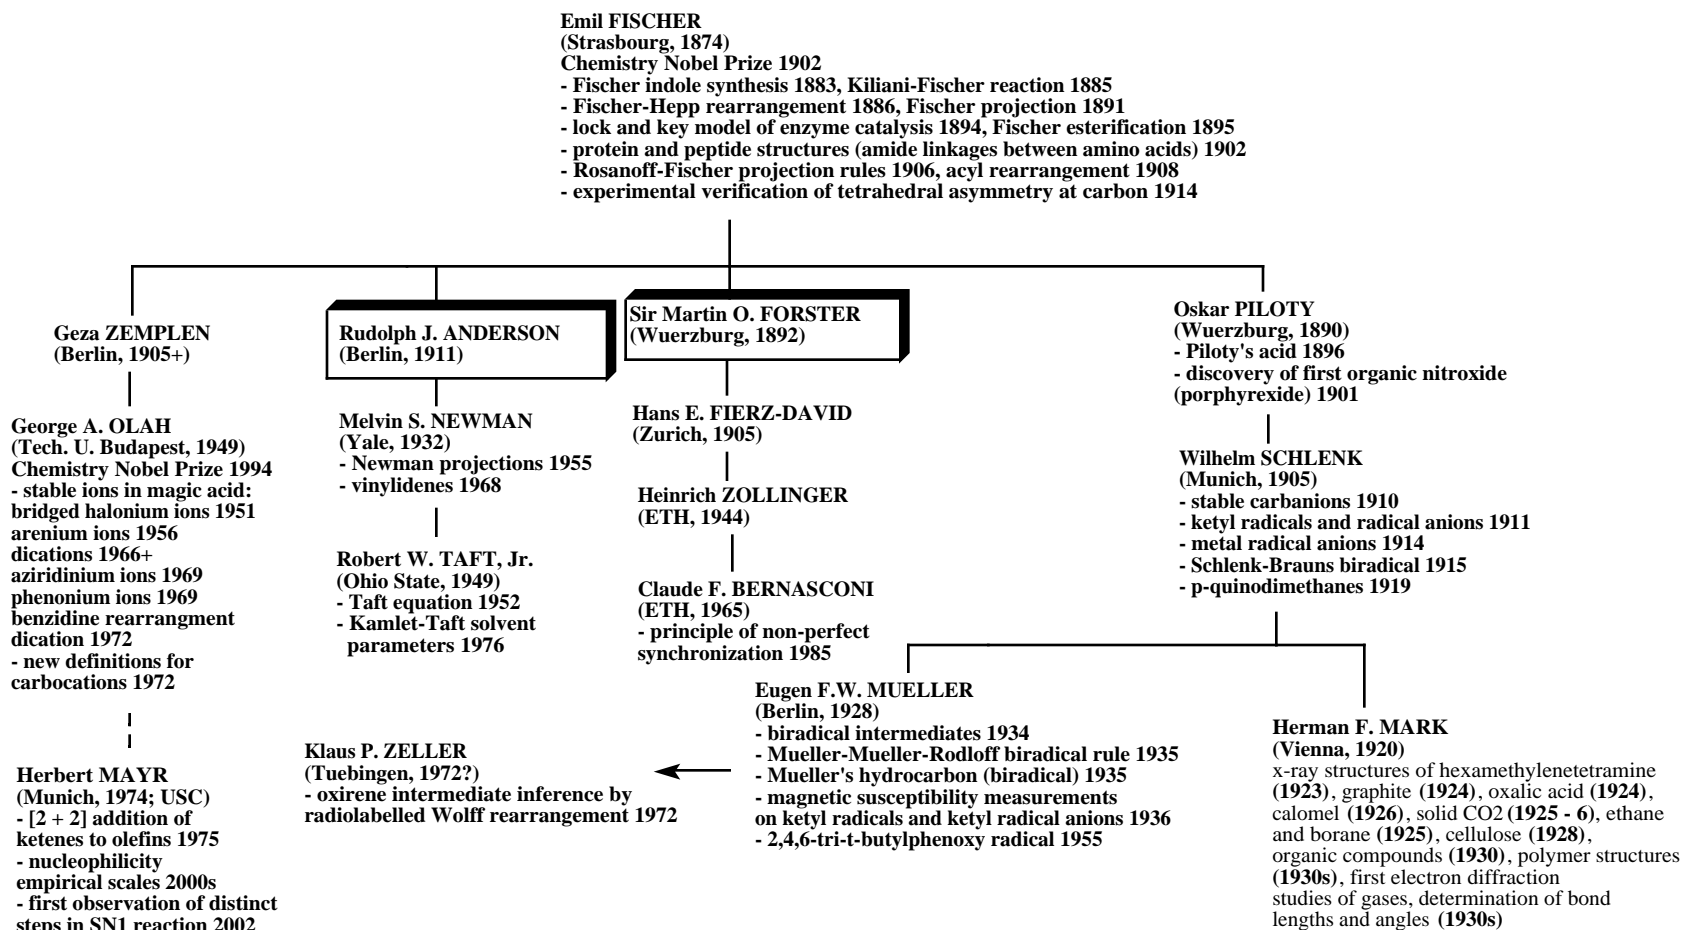 Emil FISCHER
(Strasbourg, 1874)
Chemistry Nobel Prize 1902
- Fischer indole synthesis 1883, Kiliani-Fischer reaction 1885
- Fischer-Hepp rearrangement 1886, Fischer projection 1891
- lock and key model of enzyme catalysis 1894, Fischer esterification 1895
- protein and peptide structures (amide linkages between amino acids) 1902
- Rosanoff-Fischer projection rules 1906, acyl rearrangement 1908
- experimental verification of tetrahedral asymmetry at carbon 1914
Geza ZEMPLEN
(Berlin, 1905+)
George A. OLAH
(Tech. U. Budapest, 1949)
Chemistry Nobel Prize 1994
- stable ions in magic acid:
bridged halonium ions 1951
arenium ions 1956
dications 1966+
aziridinium ions 1969
phenonium ions 1969
benzidine rearrangment
dication 1972
- new definitions for
carbocations 1972
Herbert MAYR
(Munich, 1974; USC)
- [2 + 2] addition of
ketenes to olefins 1975
- nucleophilicity
empirical scales 2000s
- first observation of distinct
steps in SN1 reaction 2002
Rudolph J. ANDERSON
(Berlin, 1911)
Melvin S. NEWMAN
(Yale, 1932)
- Newman projections 1955
- vinylidenes 1968
Robert W. TAFT, Jr.
(Ohio State, 1949)
- Taft equation 1952
- Kamlet-Taft solvent
parameters 1976
Sir Martin O. FORSTER
(Wuerzburg, 1892)
Hans E. FIERZ-DAVID
(Zurich, 1905)
Heinrich ZOLLINGER
(ETH, 1944)
Claude F. BERNASCONI
(ETH, 1965)
- principle of non-perfect
synchronization 1985
Oskar PILOTY
(Wuerzburg, 1890)
- Piloty's acid 1896
- discovery of first organic nitroxide
(porphyrexide) 1901
Wilhelm SCHLENK
(Munich, 1905)
- stable carbanions 1910
- ketyl radicals and radical anions 1911
- metal radical anions 1914
- Schlenk-Brauns biradical 1915
- p-quinodimethanes 1919
Eugen F.W. MUELLER
(Berlin, 1928)
- biradical intermediates 1934
- Mueller-Mueller-Rodloff biradical rule 1935
- Mueller's hydrocarbon (biradical) 1935
- magnetic susceptibility measurements
on ketyl radicals and ketyl radical anions 1936
- 2,4,6-tri-t-butylphenoxy radical 1955
Klaus P. ZELLER
(Tuebingen, 1972?)
- oxirene intermediate inference by
radiolabelled Wolff rearrangement 1972
Herman F. MARK
(Vienna, 1920)
x-ray structures of hexamethylenetetramine
(1923), graphite (1924), oxalic acid (1924),
calomel (1926), solid CO2 (1925 - 6), ethane
and borane (1925), cellulose (1928),
organic compounds (1930), polymer structures
(1930s), first electron diffraction
studies of gases, determination of bond
lengths and angles (1930s)